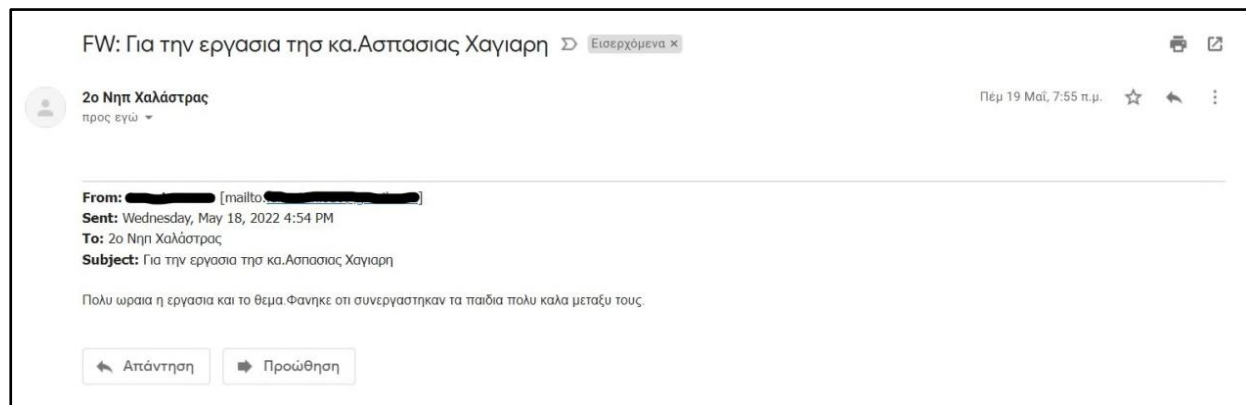 FW: Για την εργασια τησ κα.Ασπασιας Χαγιαρη Εισερχόμενα ×
2ο Νηπ Χαλάστρας
Πέμ 19 Μαΐ, 7:55 π.μ.
προς εγώ
From: [mailto: ]
Sent: Wednesday, May 18, 2022 4:54 PM
To: 2ο Νηπ Χαλάστρας
Subject: Για την εργασια τησ κα.Ασπασιας Χαγιαρη
Πολυ ωραια η εργασια και το θεμα.Φανηκε οτι συνεργαστηκαν τα παιδια πολυ καλα μεταξυ τους.
Απάντηση Προώθηση